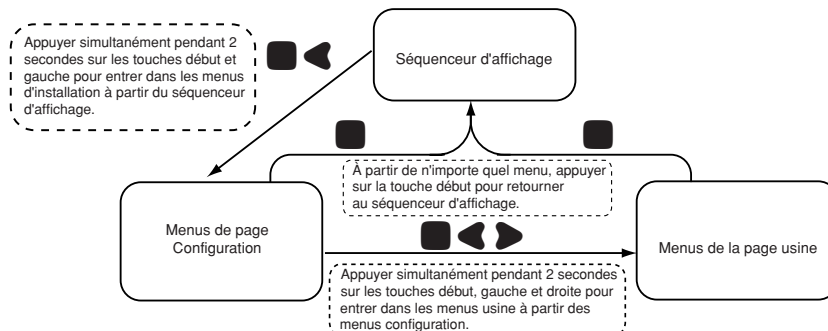 Appuyer simultanément pendant 2
secondes sur les touches début et
gauche pour entrer dans les menus
d'installation à partir du séquenceur
d'affichage.
Séquenceur d'affichage
À partir de n'importe quel menu, appuyer
sur la touche début pour retourner
au séquenceur d'affichage.
Menus de page
Configuration
Menus de la page usine
Appuyer simultanément pendant 2 secondes
sur les touches début, gauche et droite pour
entrer dans les menus usine à partir des
menus configuration.